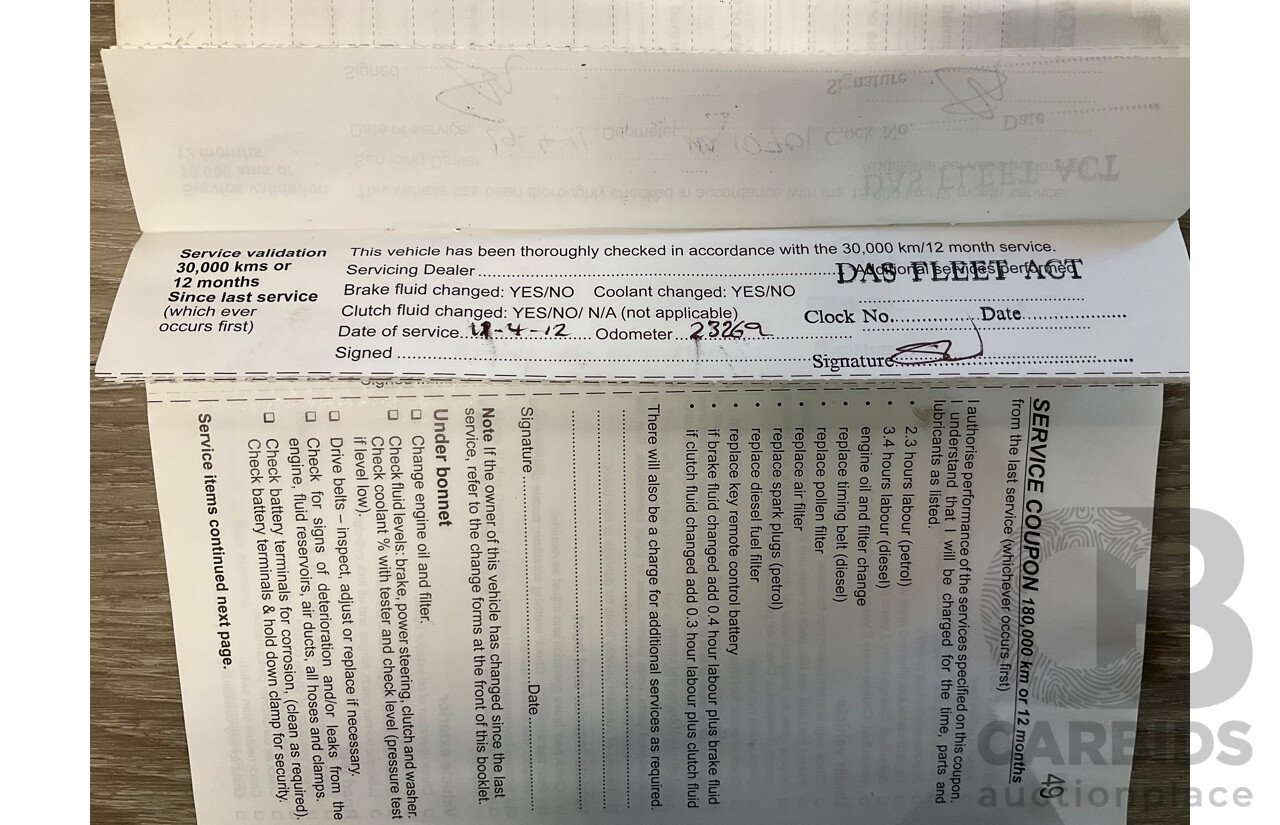 Service validation
30,000 kms or
12 months
Since last service
(which ever
occurs first)
This vehicle has been thoroughly checked in accordance with the 30,000 km/12 month service.
Servicing Dealer
Additional services performed
DAS FLEET ACT
Brake fluid changed: YES/NO Coolant changed: YES/NO
Clutch fluid changed: YES/NO/ N/A (not applicable)
Clock No. Date
Date of service 12-4-12 Odometer 23269
Signed
Signature
SERVICE COUPON 180,000 km or 12 months
49
from the last service (whichever occurs first)
I authorise performance of the services specified on this coupon.
I understand that I will be charged for the time, parts and
lubricants as listed.
• 2.3 hours labour (petrol)
• 3.4 hours labour (diesel)
• engine oil and filter change
• replace timing belt (diesel)
• replace pollen filter
• replace air filter
• replace spark plugs (petrol)
• replace diesel fuel filter
• replace key remote control battery
• if brake fluid changed add 0.4 hour labour plus brake fluid
• if clutch fluid changed add 0.3 hour labour plus clutch fluid
There will also be a charge for additional services as required.
Signature Date
Note If the owner of this vehicle has changed since the last
service, refer to the change forms at the front of this booklet.
Under bonnet
❑ Change engine oil and filter.
❑ Check fluid levels: brake, power steering, clutch and washer.
Check coolant % with tester and check level (pressure test
if level low).
❑ Drive belts – inspect, adjust or replace if necessary.
❑ Check for signs of deterioration and/or leaks from the
engine, fluid reservoirs, air ducts, all hoses and clamps.
❑ Check battery terminals for corrosion, (clean as required).
Check battery terminals & hold down clamp for security.
Service items continued next page.
CARBIDS
auctionplace